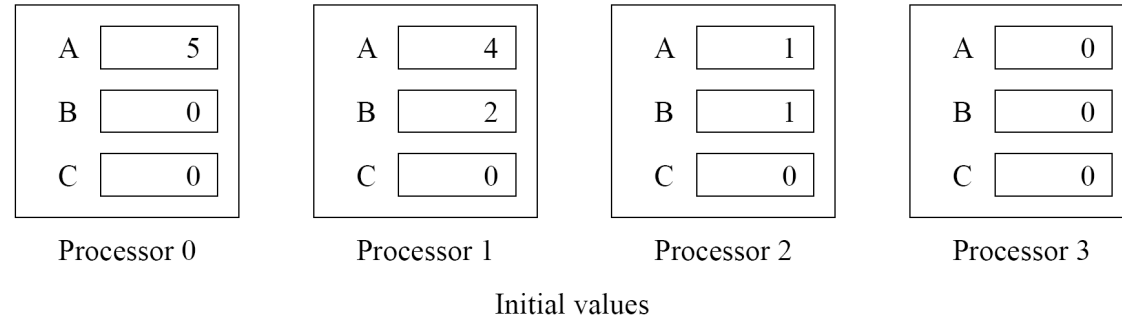 A 5 A 4 A 1 A 0
B 0 B 2 B 1 B 0
C 0 C 0 C 0 C 0
Processor 0 Processor 1 Processor 2 Processor 3
Initial values